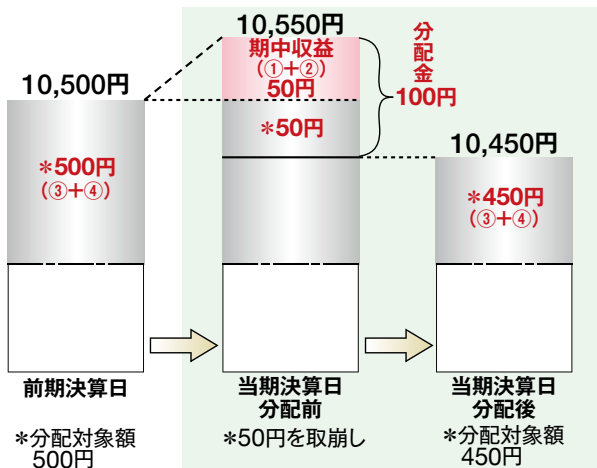 10,500円
*500円
(③+④)
前期決算日
*分配対象額
500円
10,550円
期中収益
(①+②)
50円
*50円
分配金
100円
当期決算日
分配前
*50円を取崩し
10,450円
*450円
(③+④)
当期決算日
分配後
*分配対象額
450円